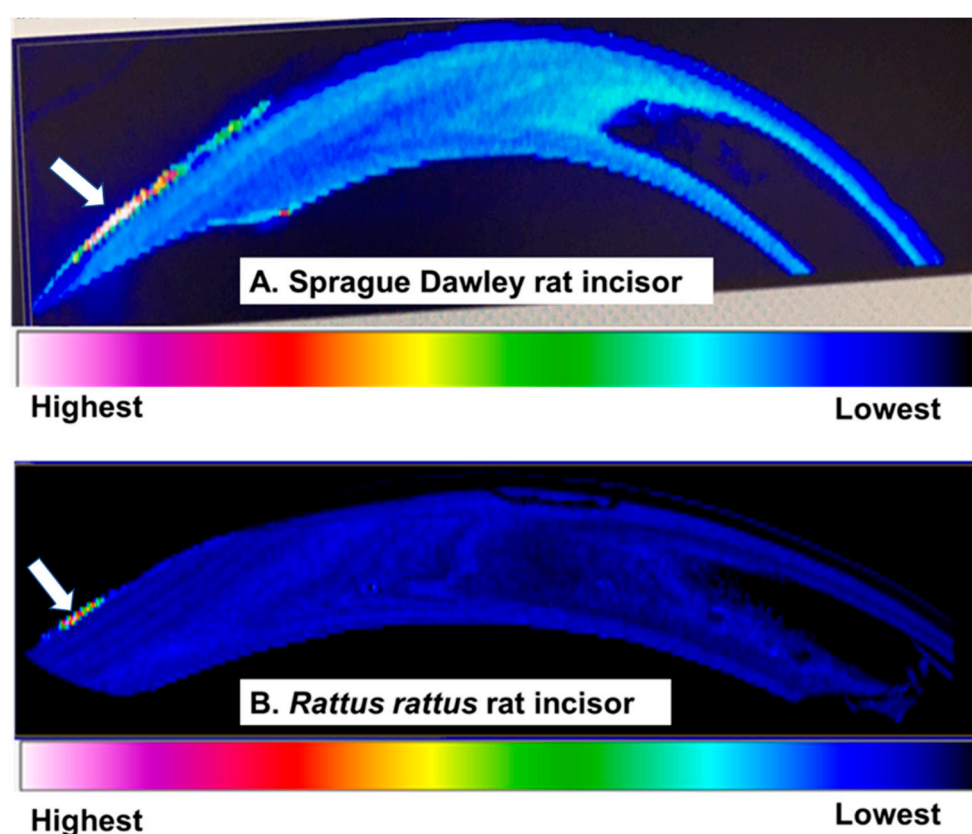 A. Sprague Dawley rat incisor
Highest Lowest
B. Rattus rattus rat incisor
Highest Lowest